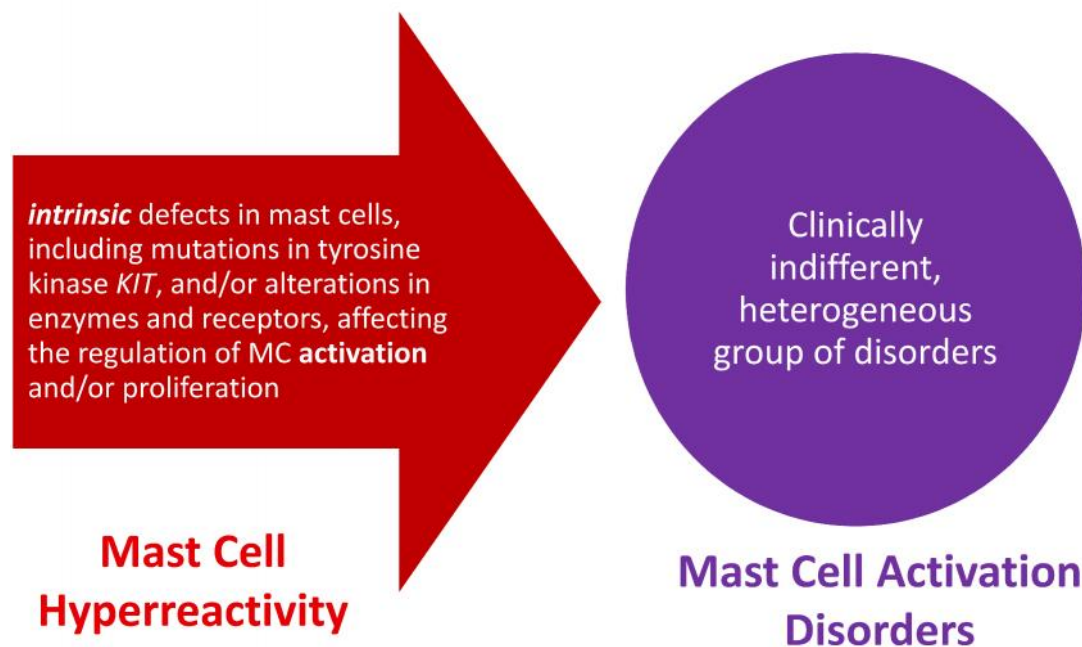 intrinsic defects in mast cells,
including mutations in tyrosine
kinase KIT, and/or alterations in
enzymes and receptors, affecting
the regulation of MC activation
and/or proliferation
Mast Cell
Hyperreactivity
Clinically
indifferent,
heterogeneous
group of disorders
Mast Cell Activation
Disorders